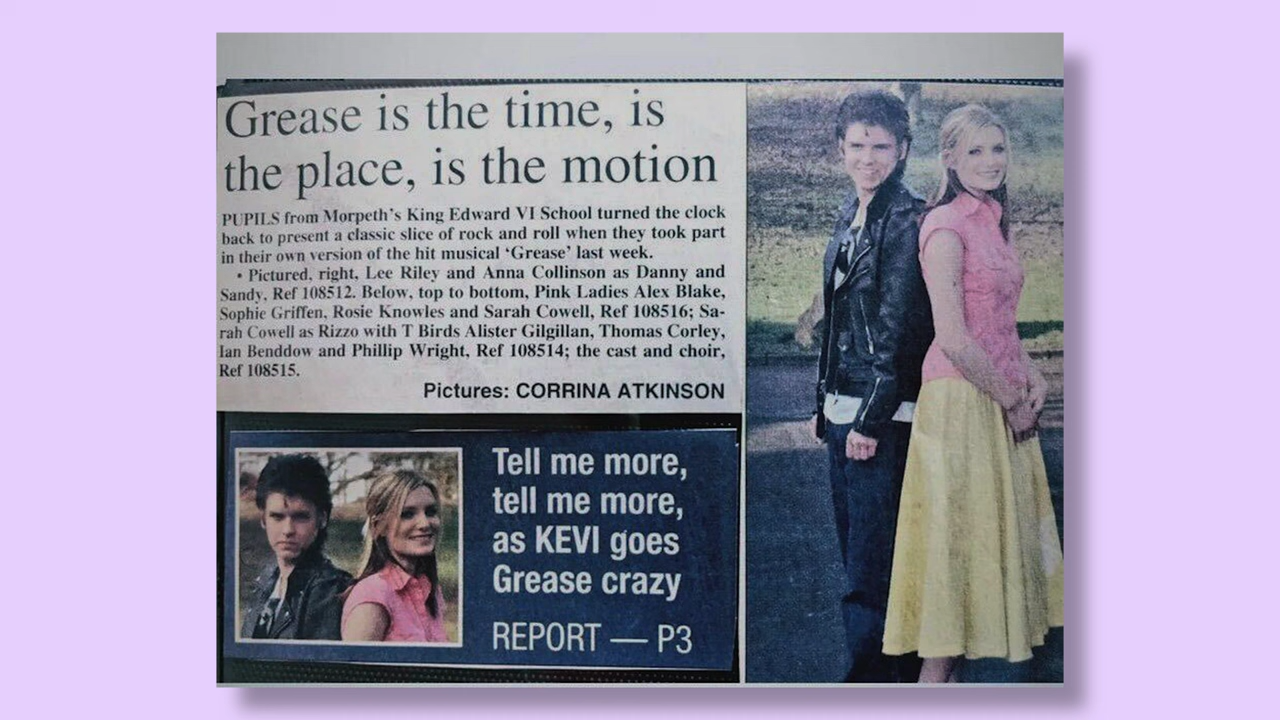 Grease is the time, is
the place, is the motion
PUPILS from Morpeth's King Edward VI School turned the clock
back to present a classic slice of rock and roll when they took part
in their own version of the hit musical ‘Grease’ last week.
• Pictured, right, Lee Riley and Anna Collinson as Danny and
Sandy, Ref 108512. Below, top to bottom, Pink Ladies Alex Blake,
Sophie Griffen, Rosie Knowles and Sarah Cowell, Ref 108516; Sa-
rah Cowell as Rizzo with T Birds Alister Gilgillan, Thomas Corley,
Ian Benddow and Phillip Wright, Ref 108514; the cast and choir,
Ref 108515.
Pictures: CORRINA ATKINSON
Tell me more,
tell me more,
as KEVI goes
Grease crazy
REPORT — P3